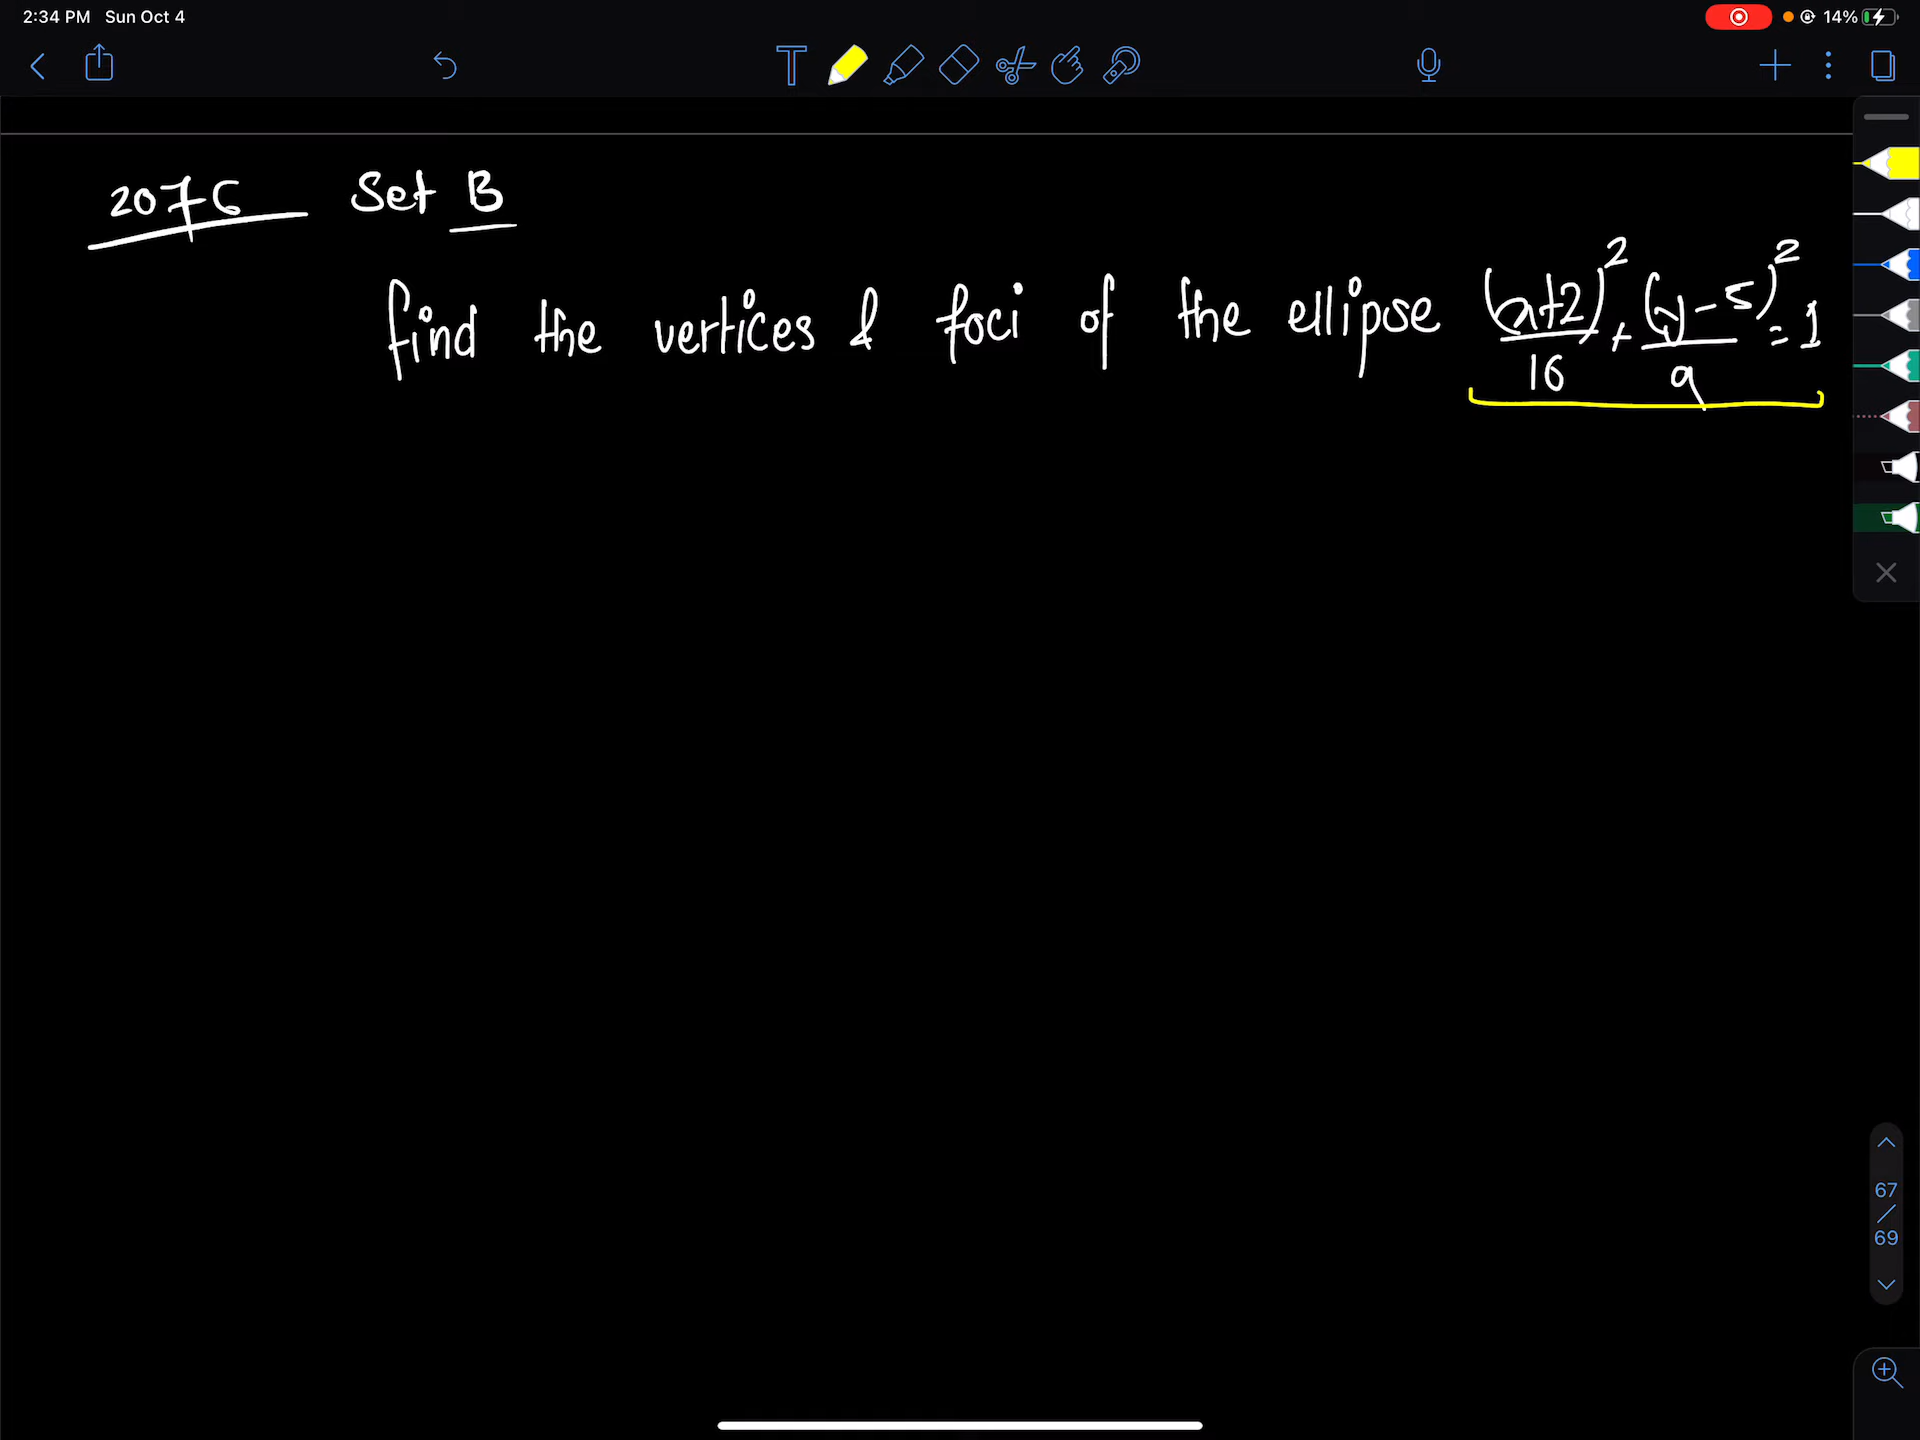 2:34 PM Sun Oct 4
14%
2076 Set B
find the vertices & foci of the ellipse (x+2)²/16 + (y-5)²/9 = 1
67
/
69